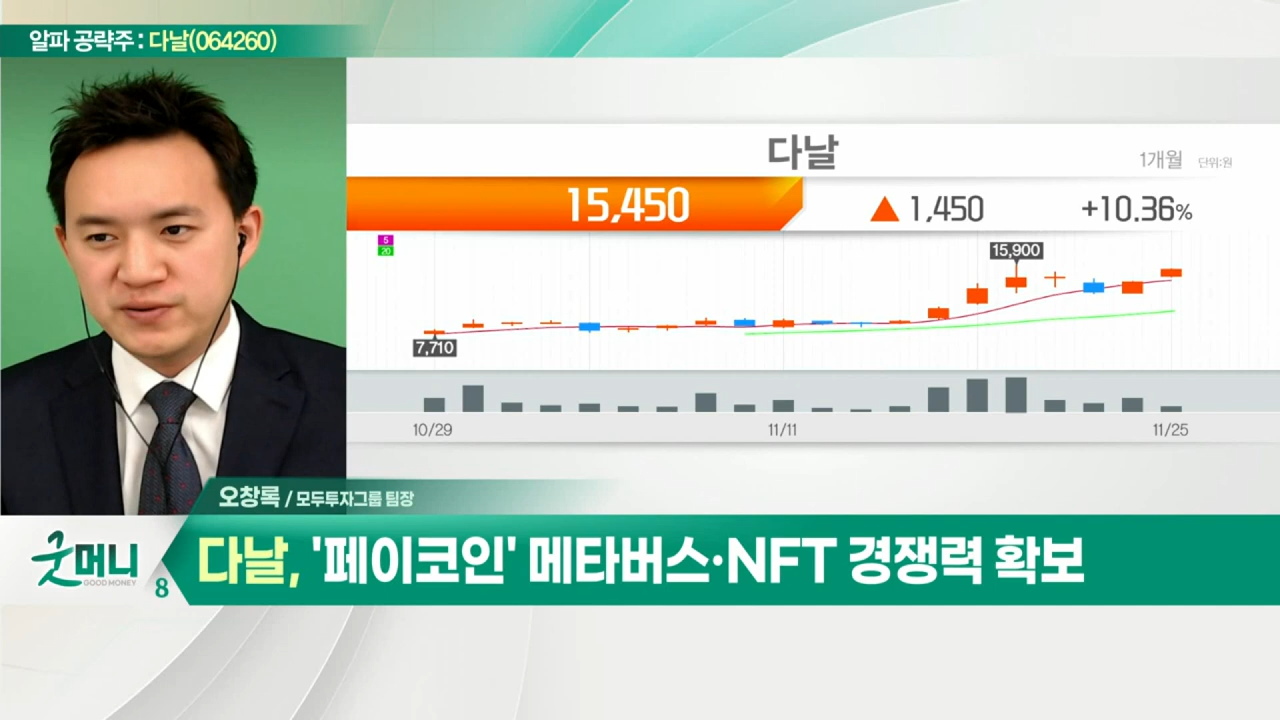 알파 공략주 : 다날(064260)
다날
1개월 단위:원
15,450 ▲ 1,450 +10.36%
5
20
15,900
7,710
10/29 11/11 11/25
오창록 / 모두투자그룹 팀장
굿머니
GOOD MONEY
8
다날, '페이코인' 메타버스·NFT 경쟁력 확보